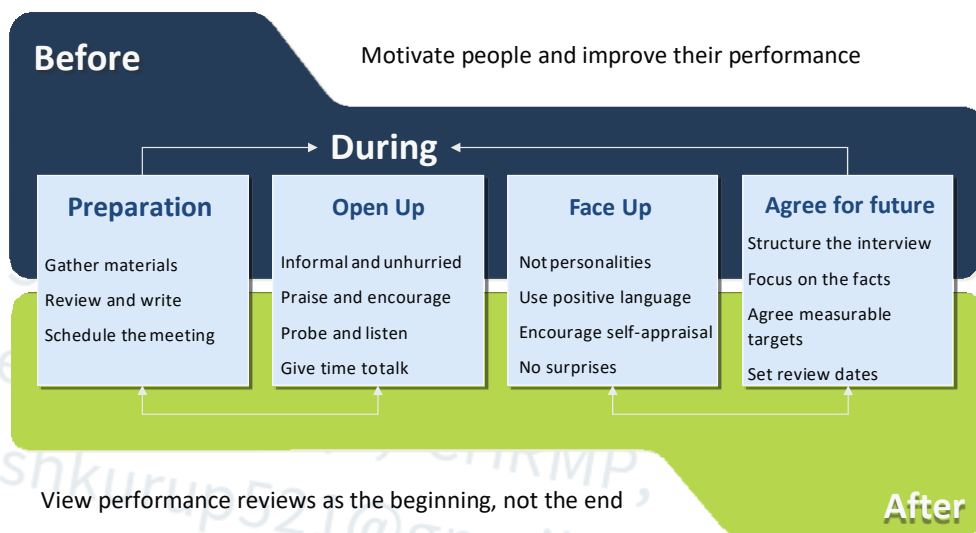 Before
Motivate people and improve their performance
During
Preparation
Gather materials
Review and write
Schedule the meeting
Open Up
Informal and unhurried
Praise and encourage
Probe and listen
Give time to talk
Face Up
Not personalities
Use positive language
Encourage self-appraisal
No surprises
Agree for future
Structure the interview
Focus on the facts
Agree measurable
targets
Set review dates
View performance reviews as the beginning, not the end
After